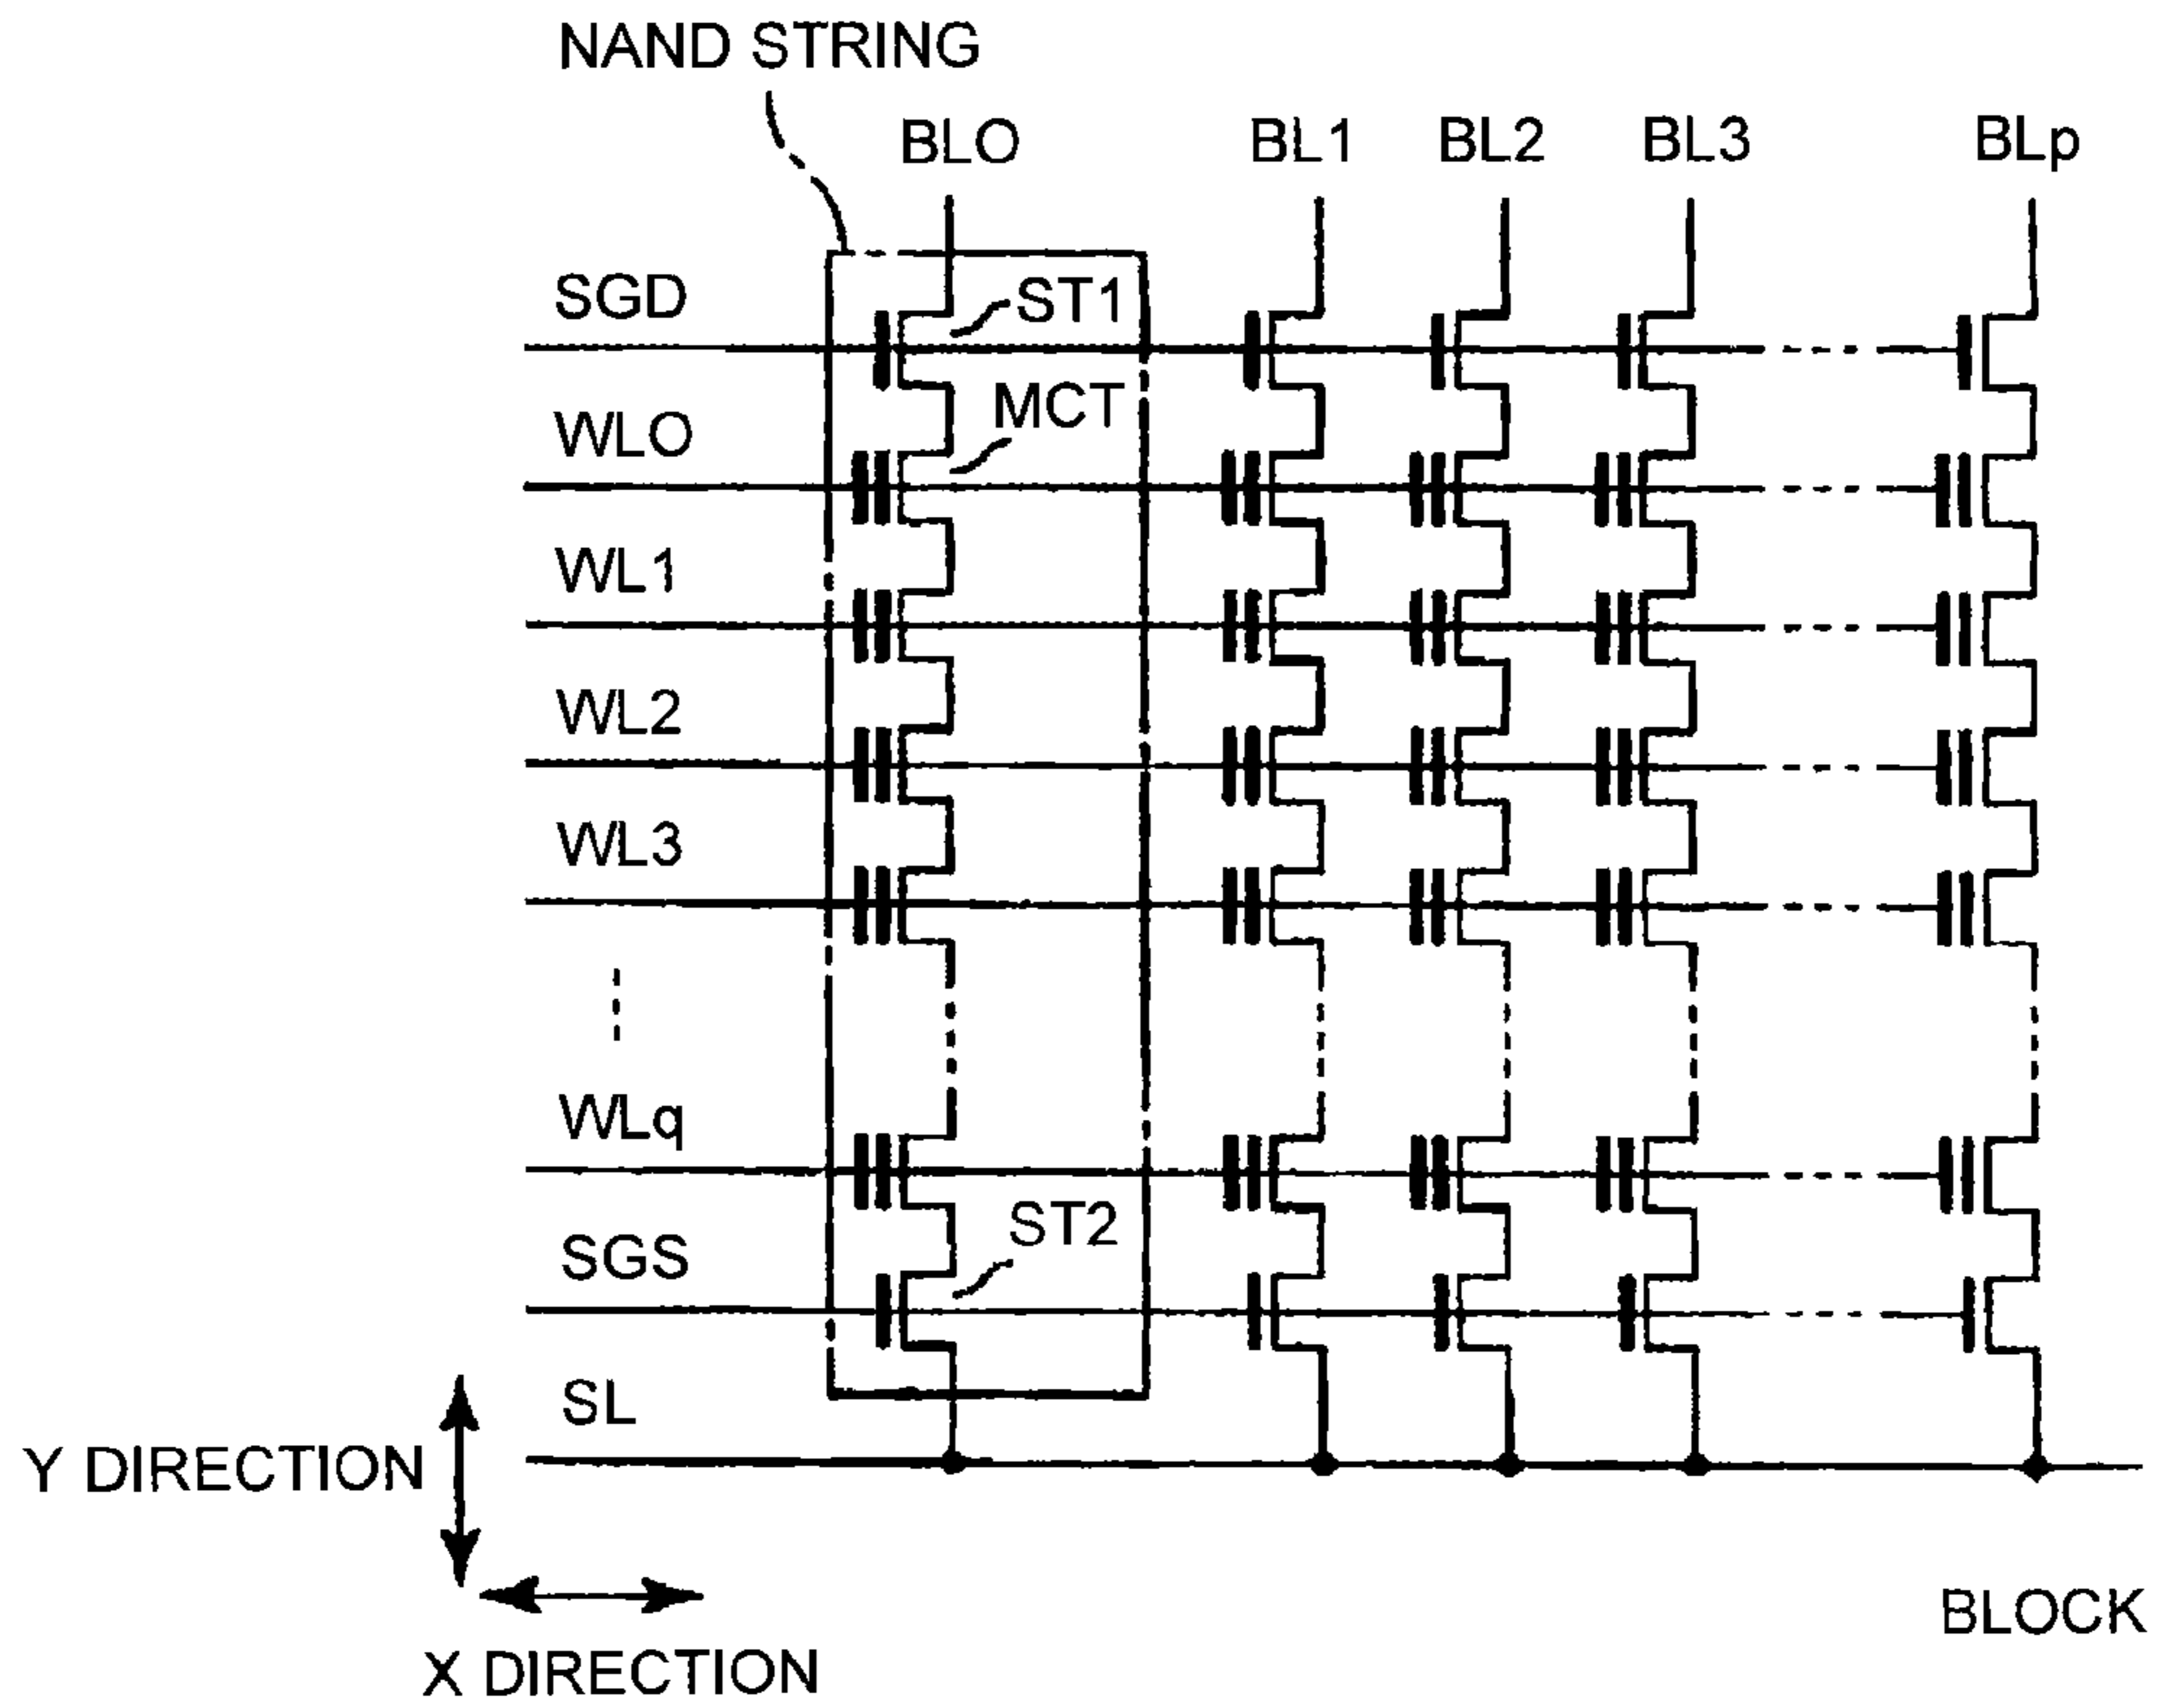 NAND STRING
BLO BL1 BL2 BL3 BLp
SGD
ST1
MCT
WLO
WL1
WL2
WL3
WLq
ST2
SGS
SL
Y DIRECTION
X DIRECTION
BLOCK